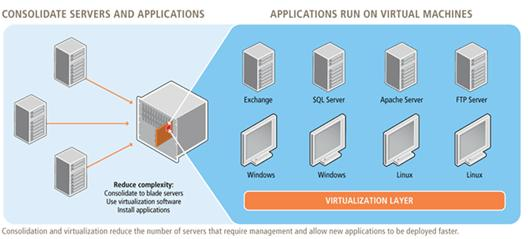 CONSOLIDATE SERVERS AND APPLICATIONS
APPLICATIONS RUN ON VIRTUAL MACHINES
Exchange
SQL Server
Apache Server
FTP Server
Windows
Windows
Linux
Linux
Reduce complexity:
Consolidate to blade servers
Use virtualization software
Install applications
VIRTUALIZATION LAYER
Consolidation and virtualization reduce the number of servers that require management and allow new applications to be deployed faster.